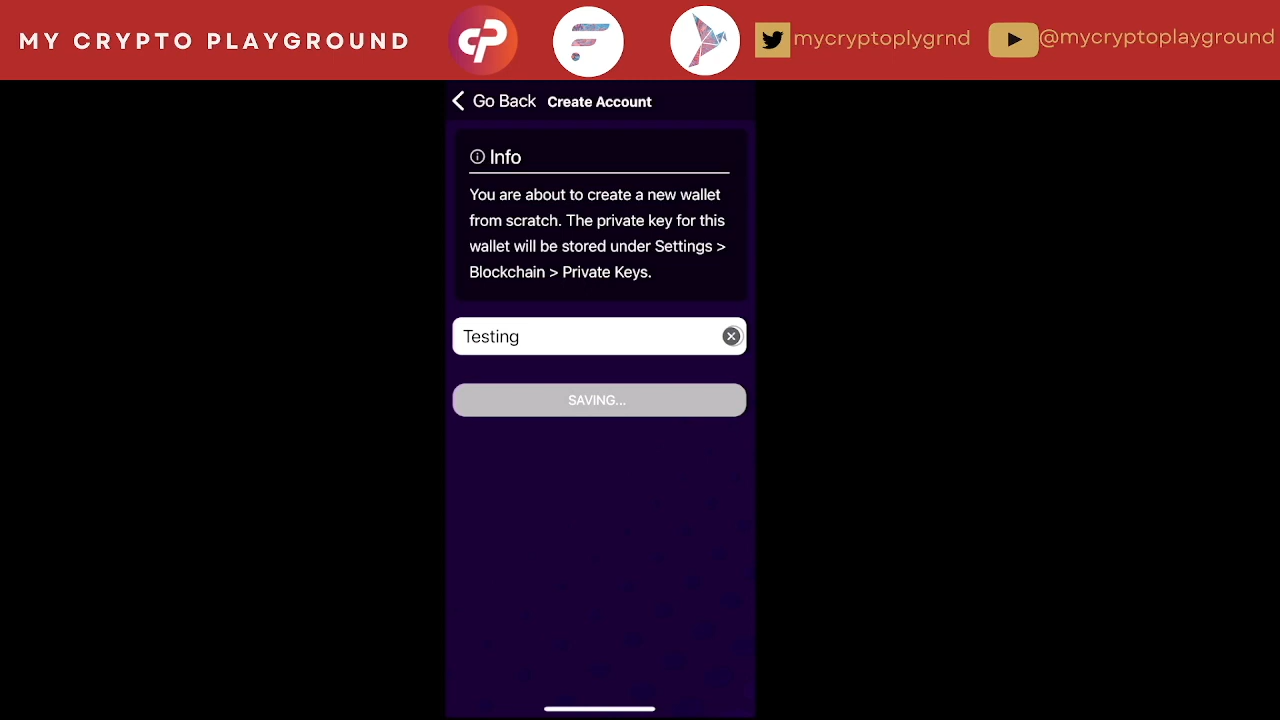 MY CRYPTO PLAYGROUND
mycryptoplygrnd
@mycryptoplayground
Go Back
Create Account
Info
You are about to create a new wallet
from scratch. The private key for this
wallet will be stored under Settings >
Blockchain > Private Keys.
Testing
SAVING...